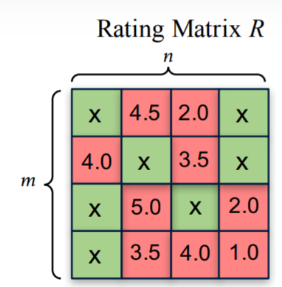 Rating Matrix R
n
x 4.5 2.0 x
4.0 x 3.5 x
m
x 5.0 x 2.0
x 3.5 4.0 1.0